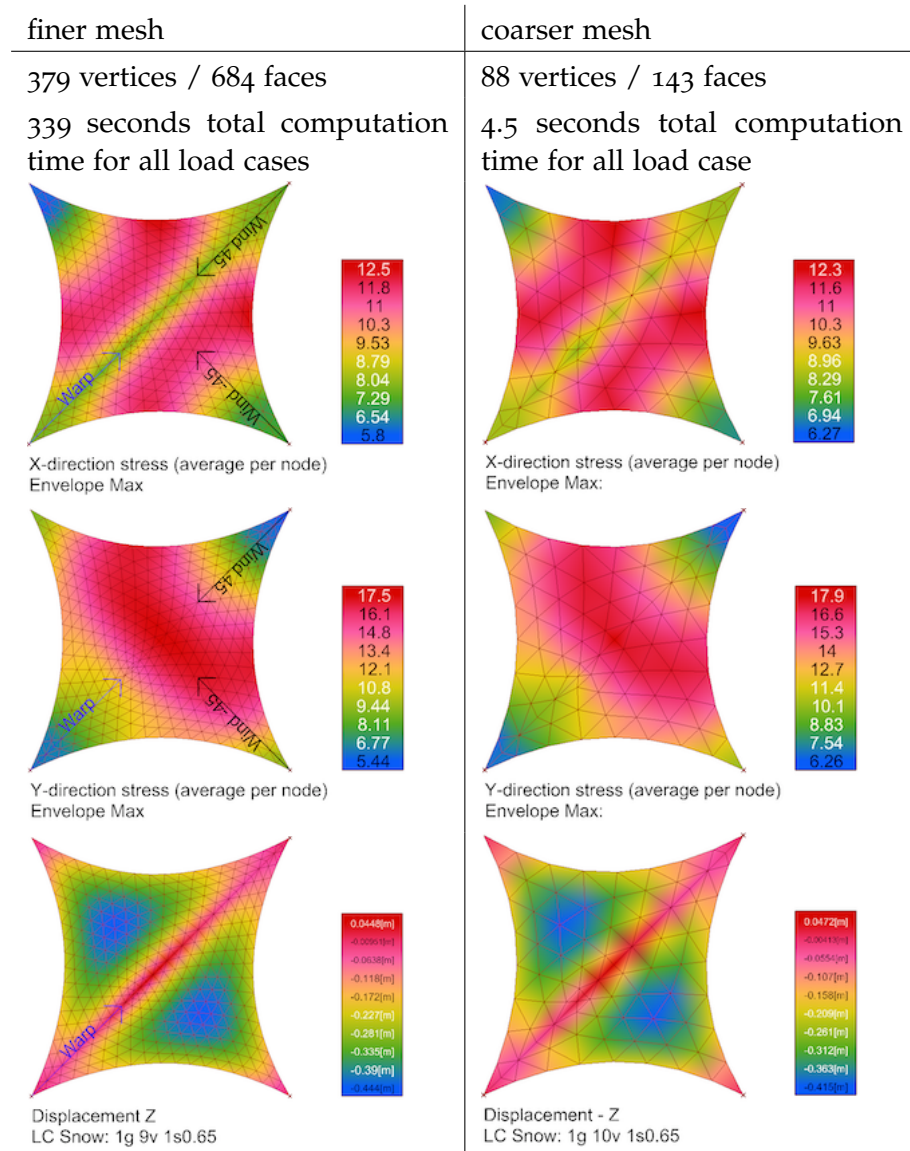 finer mesh
coarser mesh
379 vertices / 684 faces
88 vertices / 143 faces
339 seconds total computation
time for all load cases
4.5 seconds total computation
time for all load case
Wind 45
Warp
Wind -45
12.5
11.8
11
10.3
9.53
8.79
8.04
7.29
6.54
5.8
X-direction stress (average per node)
Envelope Max
12.3
11.6
11
10.3
9.63
8.96
8.29
7.61
6.94
6.27
X-direction stress (average per node)
Envelope Max:
Wind 45
Warp
Wind -45
17.5
16.1
14.8
13.4
12.1
10.8
9.44
8.11
6.77
5.44
Y-direction stress (average per node)
Envelope Max
17.9
16.6
15.3
14
12.7
11.4
10.1
8.83
7.54
6.26
Y-direction stress (average per node)
Envelope Max:
Warp
0.0448[m]
-0.00951[m]
-0.0638[m]
-0.118[m]
-0.172[m]
-0.227[m]
-0.281[m]
-0.335[m]
-0.39[m]
-0.444[m]
Displacement Z
LC Snow: 1g 9v 1s0.65
0.0472[m]
-0.00413[m]
-0.0554[m]
-0.107[m]
-0.158[m]
-0.209[m]
-0.261[m]
-0.312[m]
-0.363[m]
-0.415[m]
Displacement - Z
LC Snow: 1g 10v 1s0.65